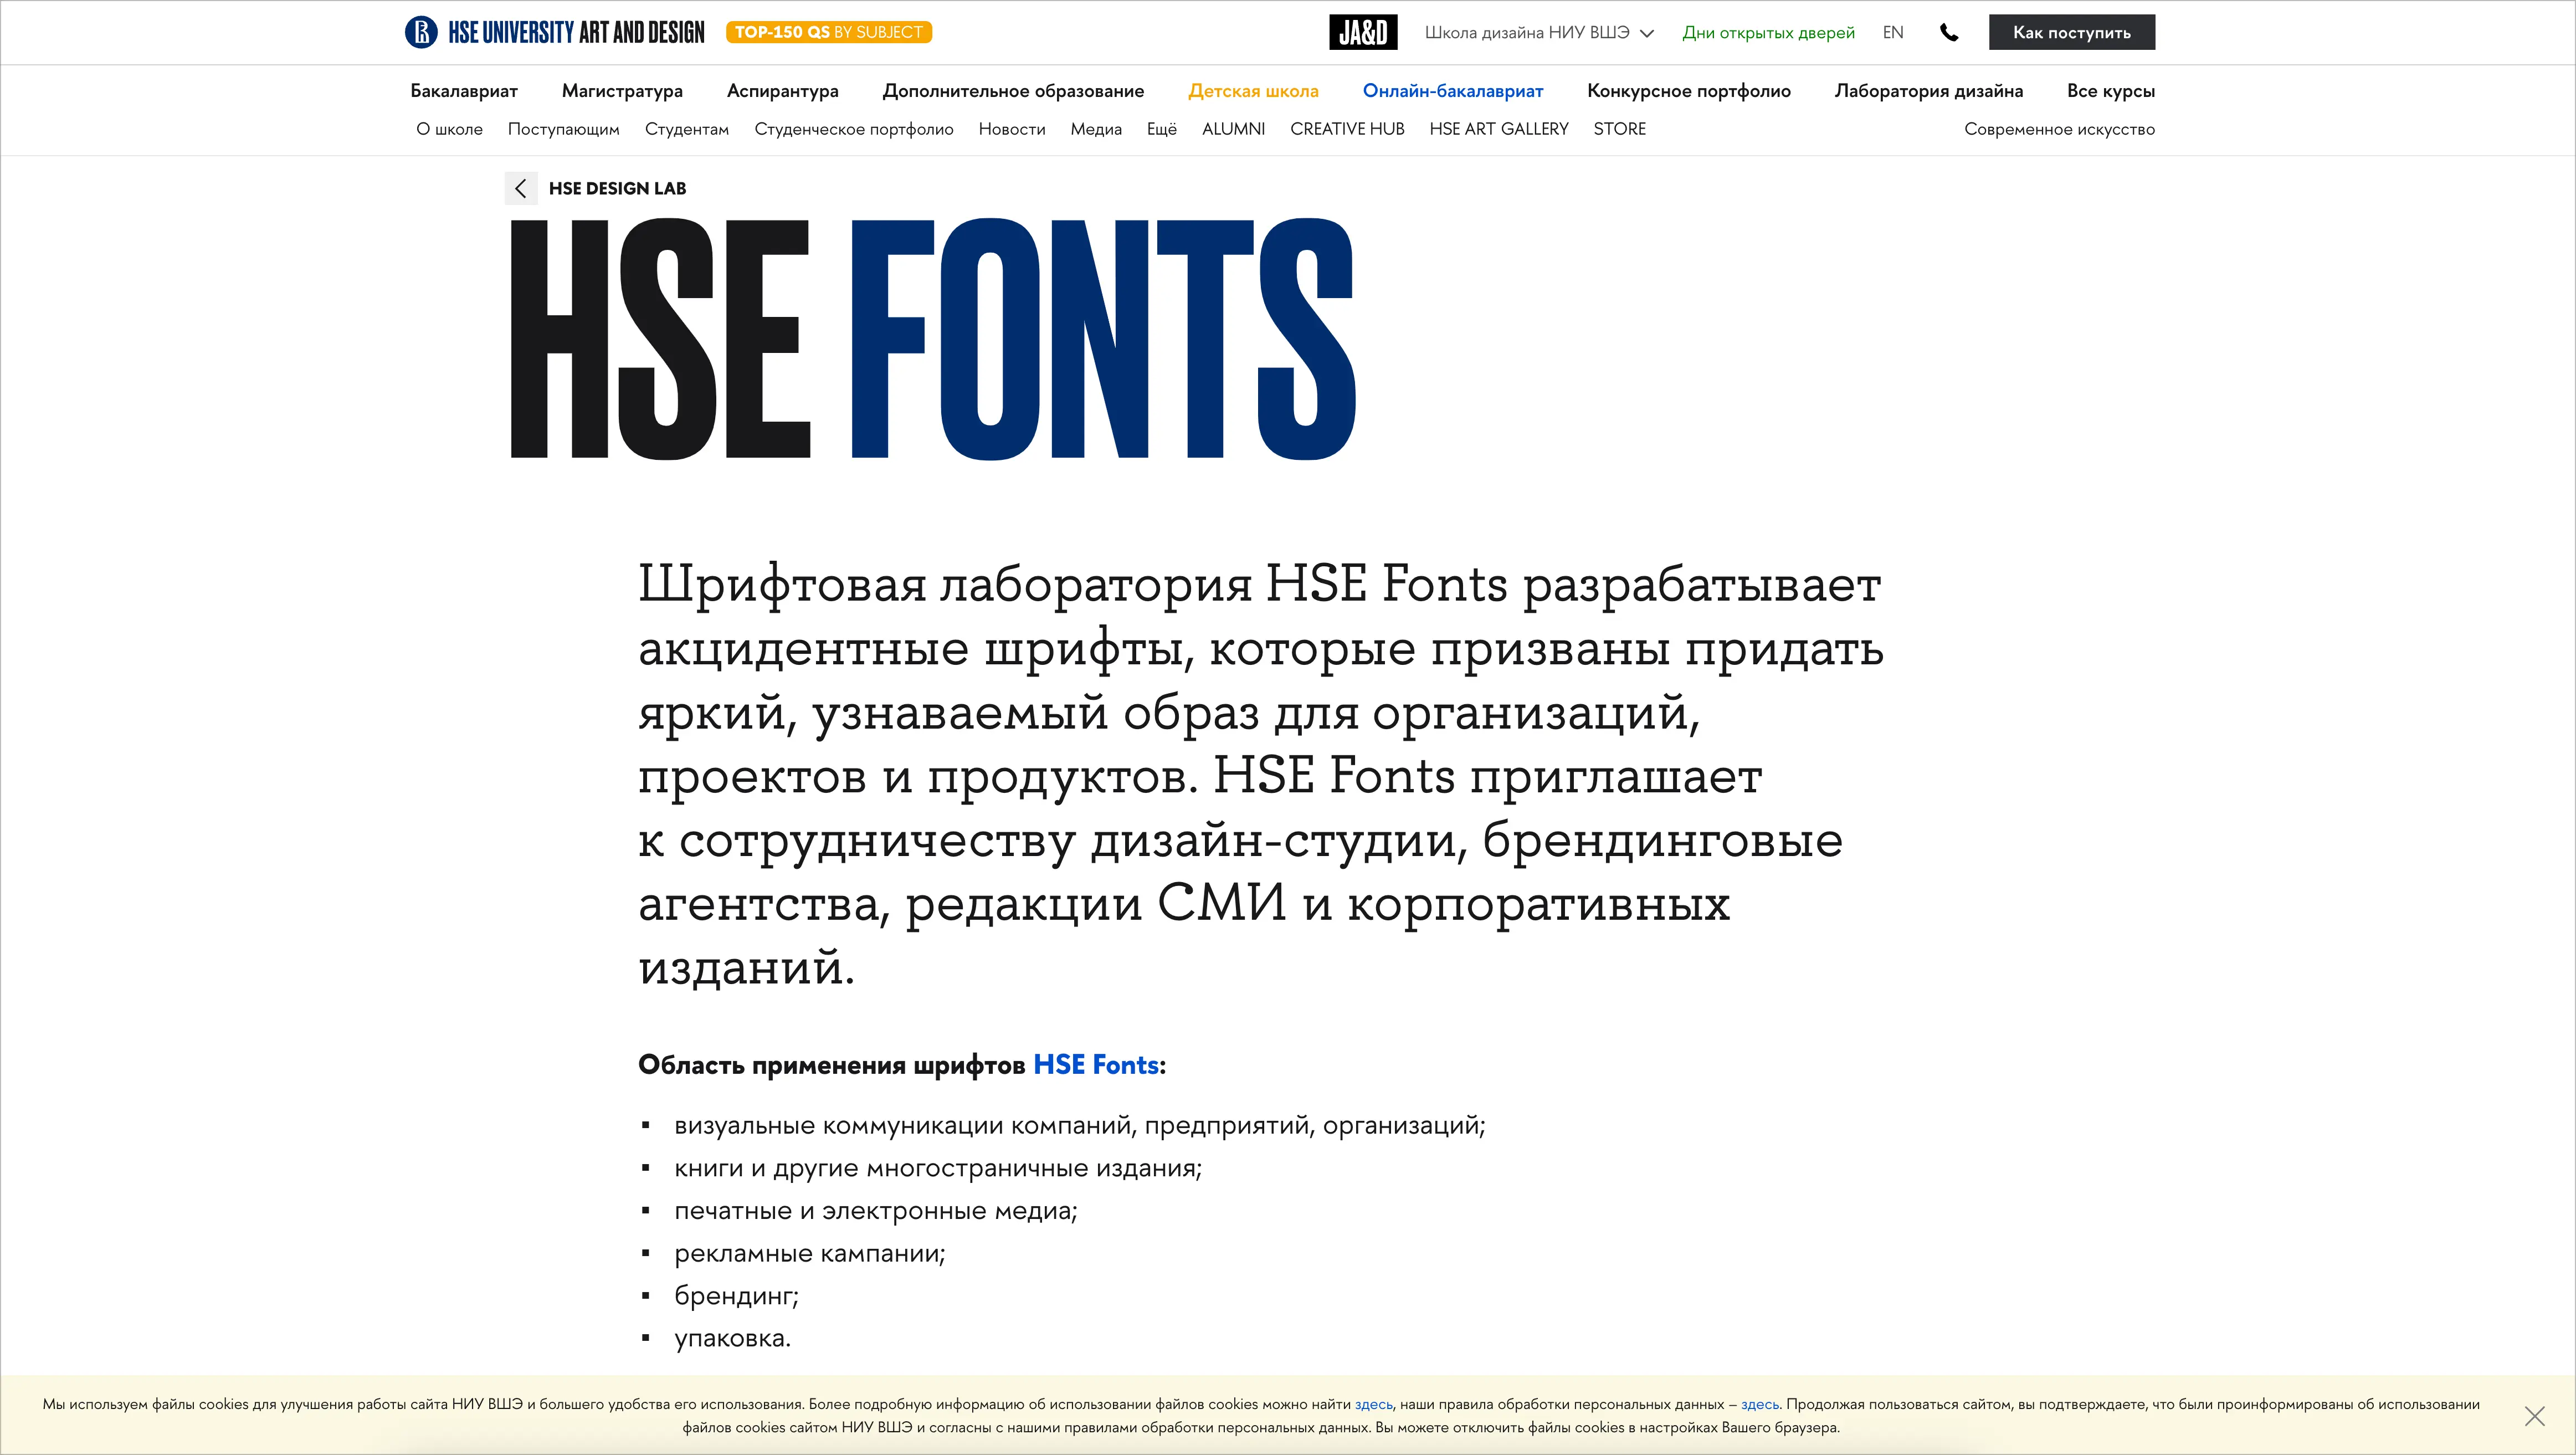 HSE UNIVERSITY ART AND DESIGN
TOP-150 QS BY SUBJECT
JA&D
Школа дизайна НИУ ВШЭ
Дни открытых дверей
EN
Как поступить
Бакалавриат
Магистратура
Аспирантура
Дополнительное образование
Детская школа
Онлайн-бакалавриат
Конкурсное портфолио
Лаборатория дизайна
Все курсы
О школе
Поступающим
Студентам
Студенческое портфолио
Новости
Медиа
Ещё
ALUMNI
CREATIVE HUB
HSE ART GALLERY
STORE
Современное искусство
HSE DESIGN LAB
HSE FONTS
Шрифтовая лаборатория HSE Fonts разрабатывает
акцидентные шрифты, которые призваны придать
яркий, узнаваемый образ для организаций,
проектов и продуктов. HSE Fonts приглашает
к сотрудничеству дизайн-студии, брендинговые
агентства, редакции СМИ и корпоративных
изданий.
Область применения шрифтов HSE Fonts:
▪ визуальные коммуникации компаний, предприятий, организаций;
▪ книги и другие многостраничные издания;
▪ печатные и электронные медиа;
▪ рекламные кампании;
▪ брендинг;
▪ упаковка.
Мы используем файлы cookies для улучшения работы сайта НИУ ВШЭ и большего удобства его использования. Более подробную информацию об использовании файлов cookies можно найти здесь, наши правила обработки персональных данных – здесь. Продолжая пользоваться сайтом, вы подтверждаете, что были проинформированы об использовании
файлов cookies сайтом НИУ ВШЭ и согласны с нашими правилами обработки персональных данных. Вы можете отключить файлы cookies в настройках Вашего браузера.